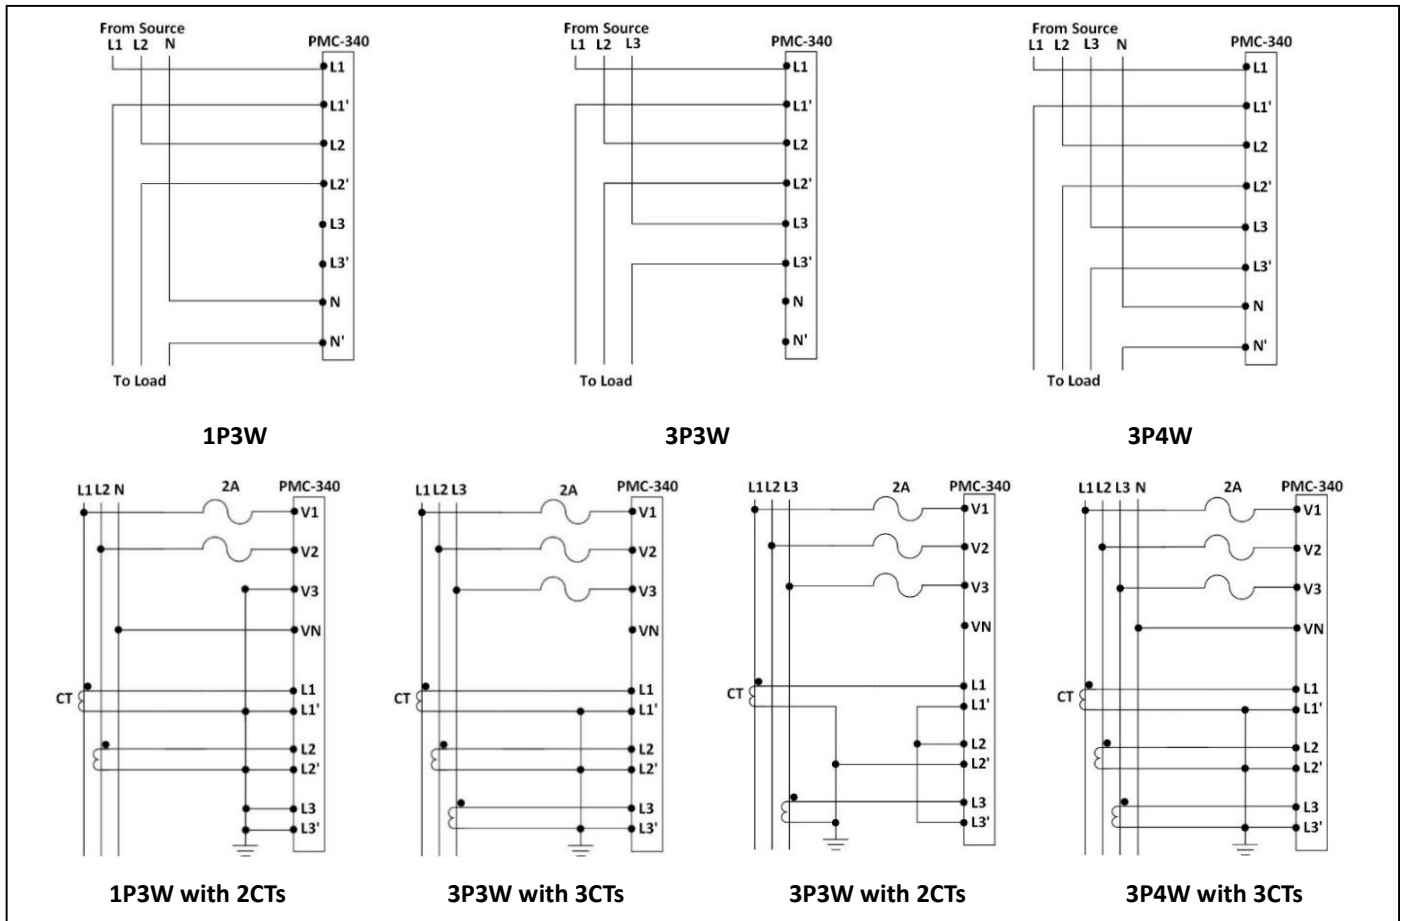 From Source
L1 L2 N PMC-340
L1
L1'
L2
L2'
L3
L3'
N
N'
To Load
1P3W
From Source
L1 L2 L3 PMC-340
L1
L1'
L2
L2'
L3
L3'
N
N'
To Load
3P3W
From Source
L1 L2 L3 N PMC-340
L1
L1'
L2
L2'
L3
L3'
N
N'
To Load
3P4W
L1 L2 N 2A PMC-340
V1
V2
V3
VN
CT L1
L1'
L2
L2'
L3
L3'
1P3W with 2CTs
L1 L2 L3 2A PMC-340
V1
V2
V3
VN
CT L1
L1'
L2
L2'
L3
L3'
3P3W with 3CTs
L1 L2 L3 2A PMC-340
V1
V2
V3
VN
CT L1
L1'
L2
L2'
L3
L3'
3P3W with 2CTs
L1 L2 L3 N 2A PMC-340
V1
V2
V3
VN
CT L1
L1'
L2
L2'
L3
L3'
3P4W with 3CTs